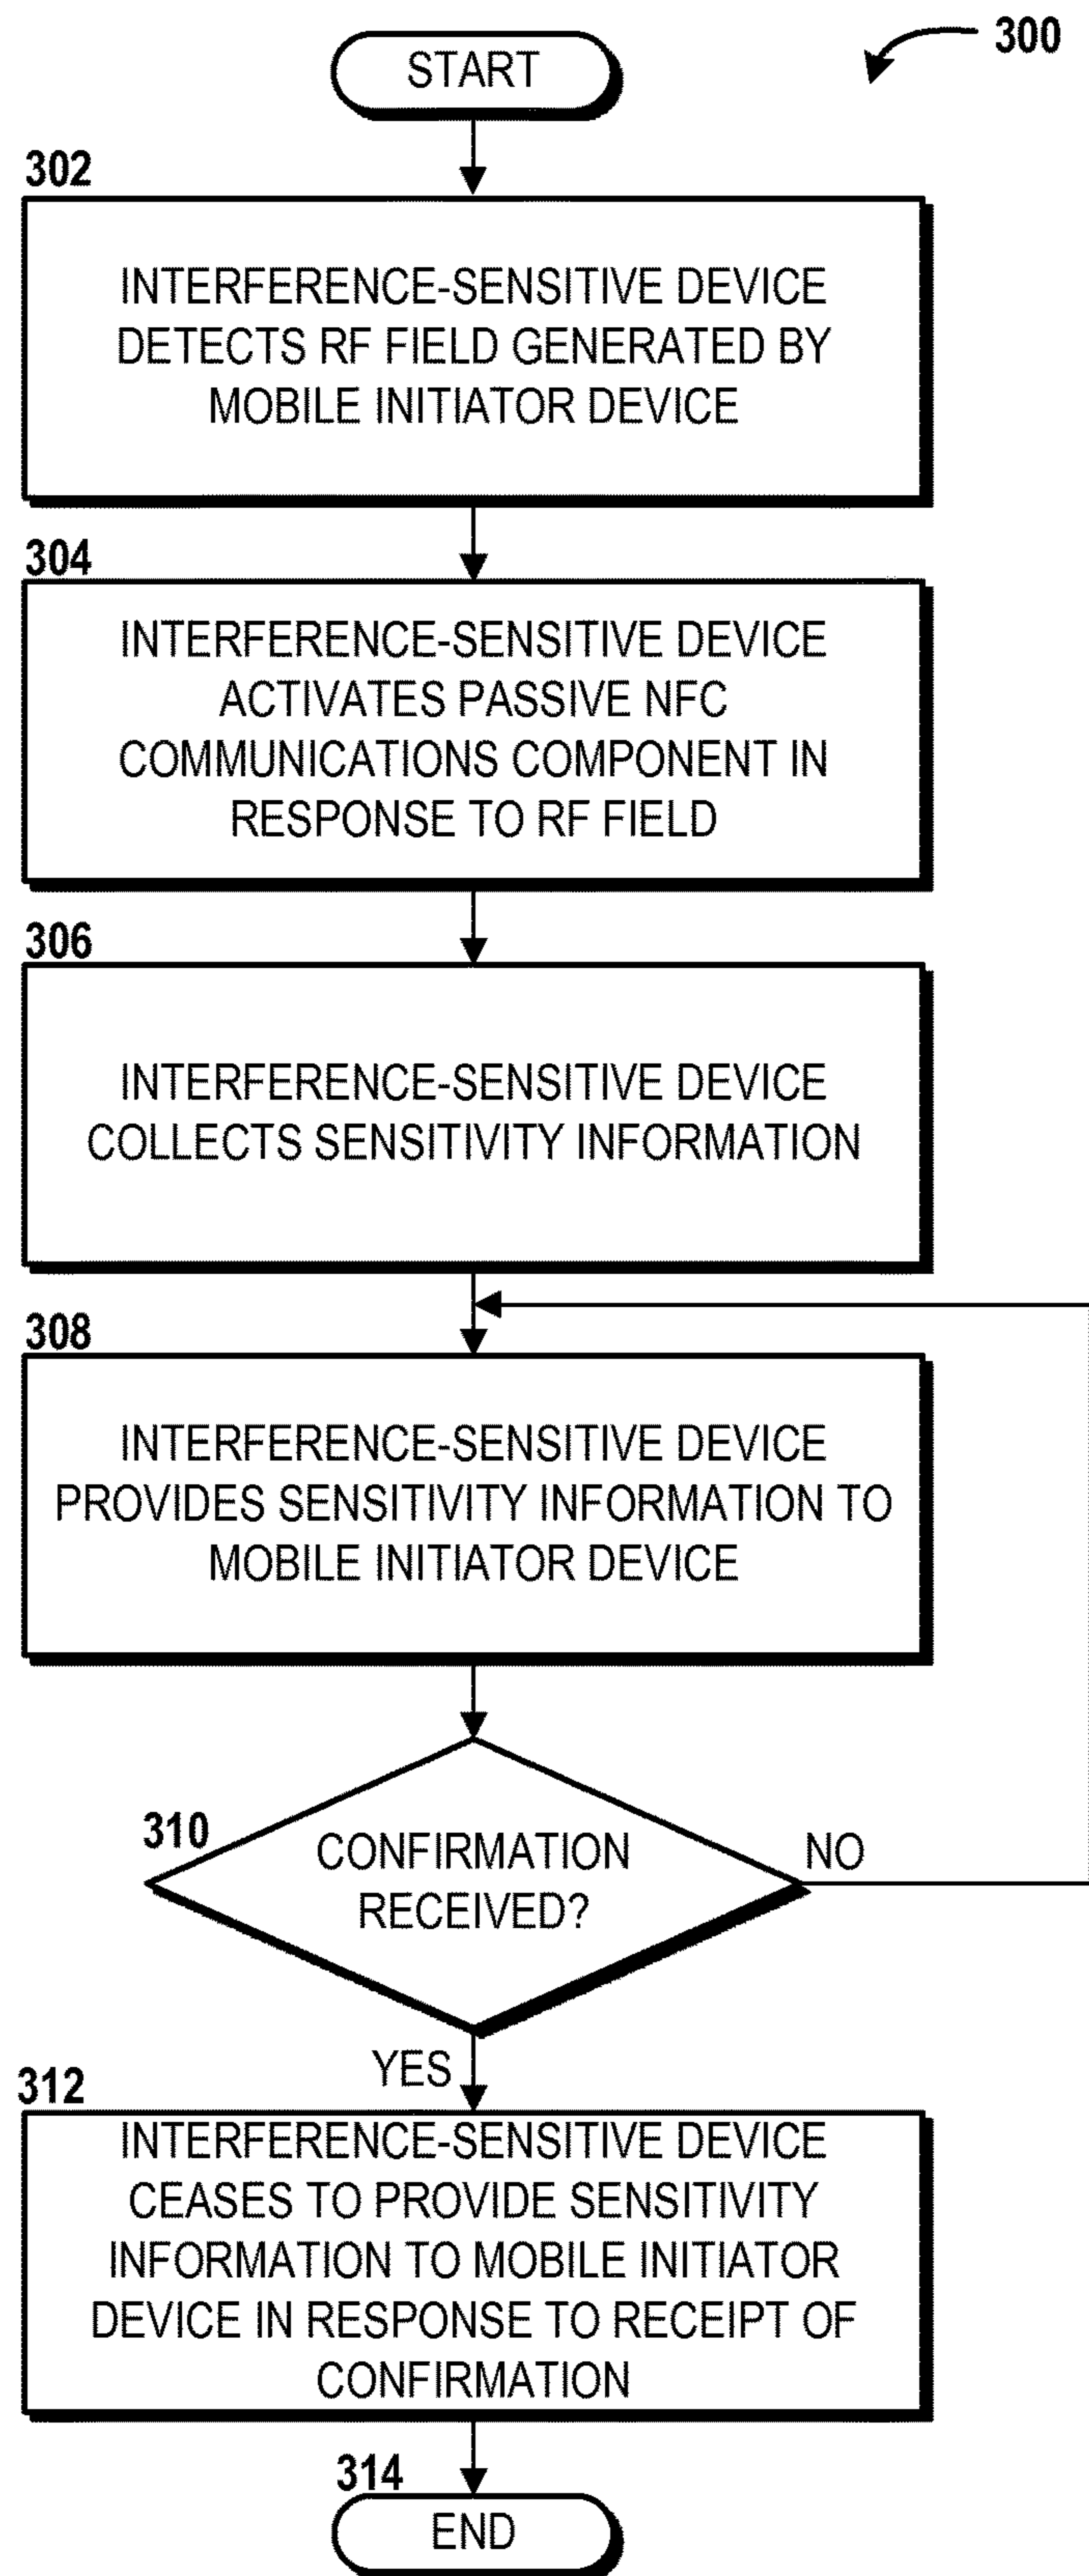 300
START
302
INTERFERENCE-SENSITIVE DEVICE
DETECTS RF FIELD GENERATED BY
MOBILE INITIATOR DEVICE
304
INTERFERENCE-SENSITIVE DEVICE
ACTIVATES PASSIVE NFC
COMMUNICATIONS COMPONENT IN
RESPONSE TO RF FIELD
306
INTERFERENCE-SENSITIVE DEVICE
COLLECTS SENSITIVITY INFORMATION
308
INTERFERENCE-SENSITIVE DEVICE
PROVIDES SENSITIVITY INFORMATION TO
MOBILE INITIATOR DEVICE
310
CONFIRMATION
RECEIVED?
NO
YES
312
INTERFERENCE-SENSITIVE DEVICE
CEASES TO PROVIDE SENSITIVITY
INFORMATION TO MOBILE INITIATOR
DEVICE IN RESPONSE TO RECEIPT OF
CONFIRMATION
314
END